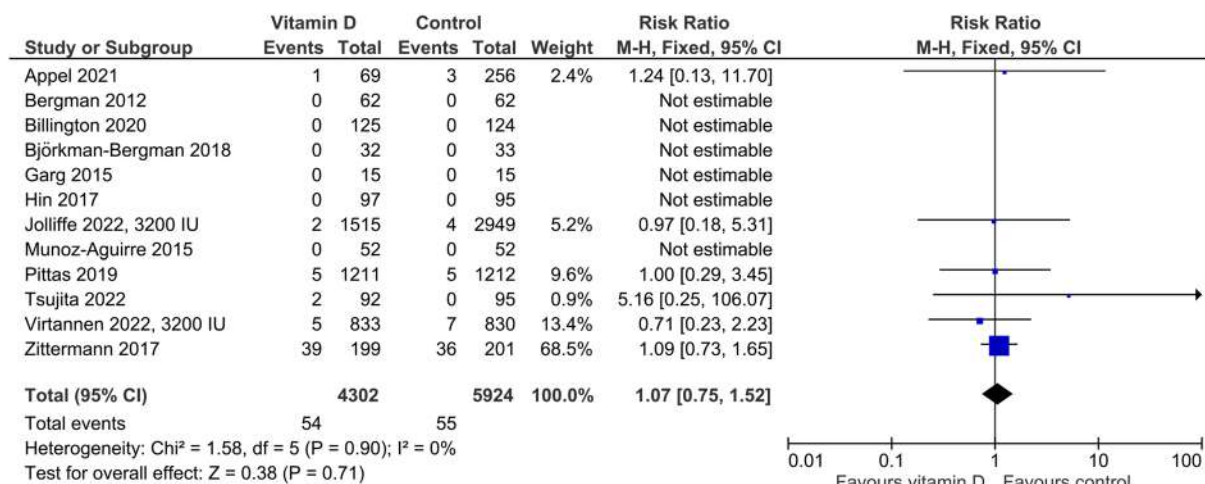 Vitamin D Control Risk Ratio Risk Ratio
Study or Subgroup Events Total Events Total Weight M-H, Fixed, 95% CI M-H, Fixed, 95% CI
Appel 2021 1 69 3 256 2.4% 1.24 [0.13, 11.70]
Bergman 2012 0 62 0 62 Not estimable
Billington 2020 0 125 0 124 Not estimable
Björkman-Bergman 2018 0 32 0 33 Not estimable
Garg 2015 0 15 0 15 Not estimable
Hin 2017 0 97 0 95 Not estimable
Jolliffe 2022, 3200 IU 2 1515 4 2949 5.2% 0.97 [0.18, 5.31]
Munoz-Aguirre 2015 0 52 0 52 Not estimable
Pittas 2019 5 1211 5 1212 9.6% 1.00 [0.29, 3.45]
Tsujita 2022 2 92 0 95 0.9% 5.16 [0.25, 106.07]
Virtannen 2022, 3200 IU 5 833 7 830 13.4% 0.71 [0.23, 2.23]
Zittermann 2017 39 199 36 201 68.5% 1.09 [0.73, 1.65]
Total (95% CI) 4302 5924 100.0% 1.07 [0.75, 1.52]
Total events 54 55
Heterogeneity: Chi² = 1.58, df = 5 (P = 0.90); I² = 0%
Test for overall effect: Z = 0.38 (P = 0.71)
0.01 0.1 1 10 100
Favours vitamin D Favours control